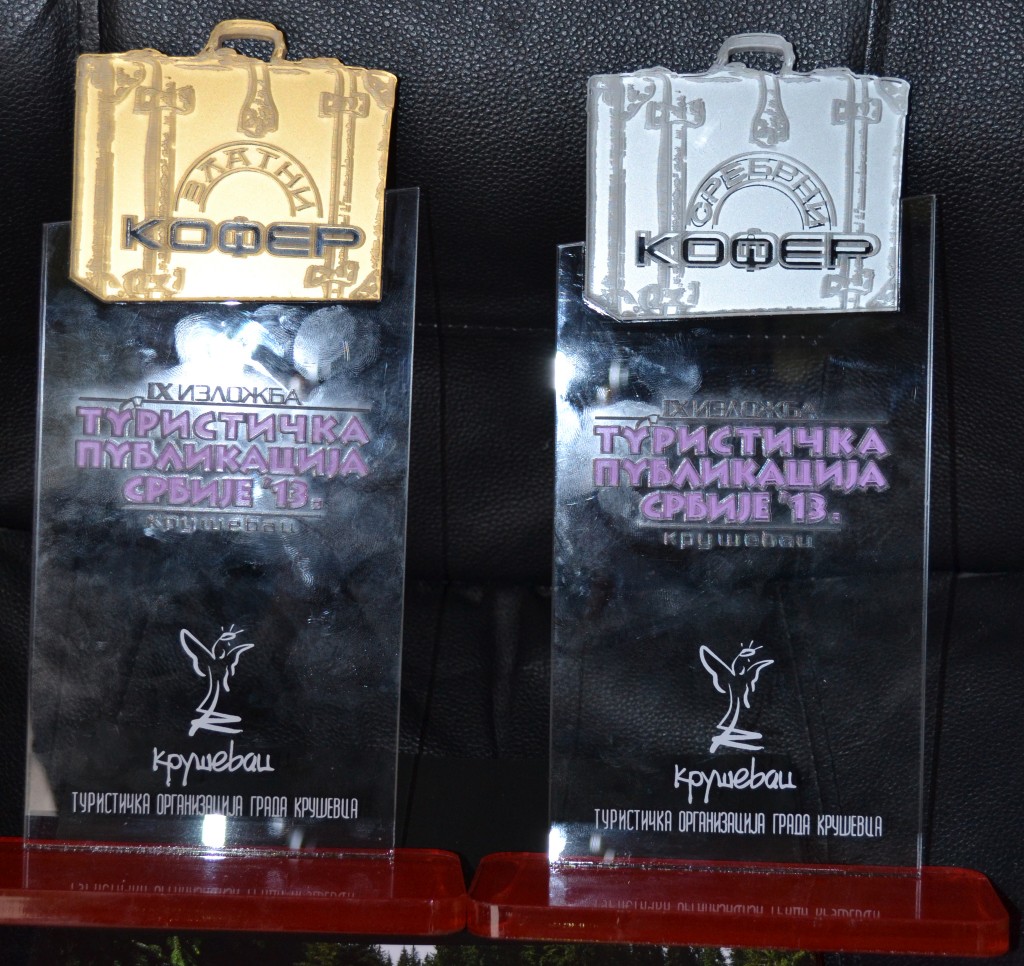 ЗЛАТНИ
КОФЕР
IX ИЗЛОЖБА
ТУРИСТИЧКА
ПУБЛИКАЦИЈА
СРБИЈЕ '13.
крушевац
крушевац
ТУРИСТИЧКА ОРГАНИЗАЦИЈА ГРАДА КРУШЕВЦА
СРЕБРНИ
КОФЕР
IX ИЗЛОЖБА
ТУРИСТИЧКА
ПУБЛИКАЦИЈА
СРБИЈЕ '13.
крушевац
крушевац
ТУРИСТИЧКА ОРГАНИЗАЦИЈА ГРАДА КРУШЕВЦА